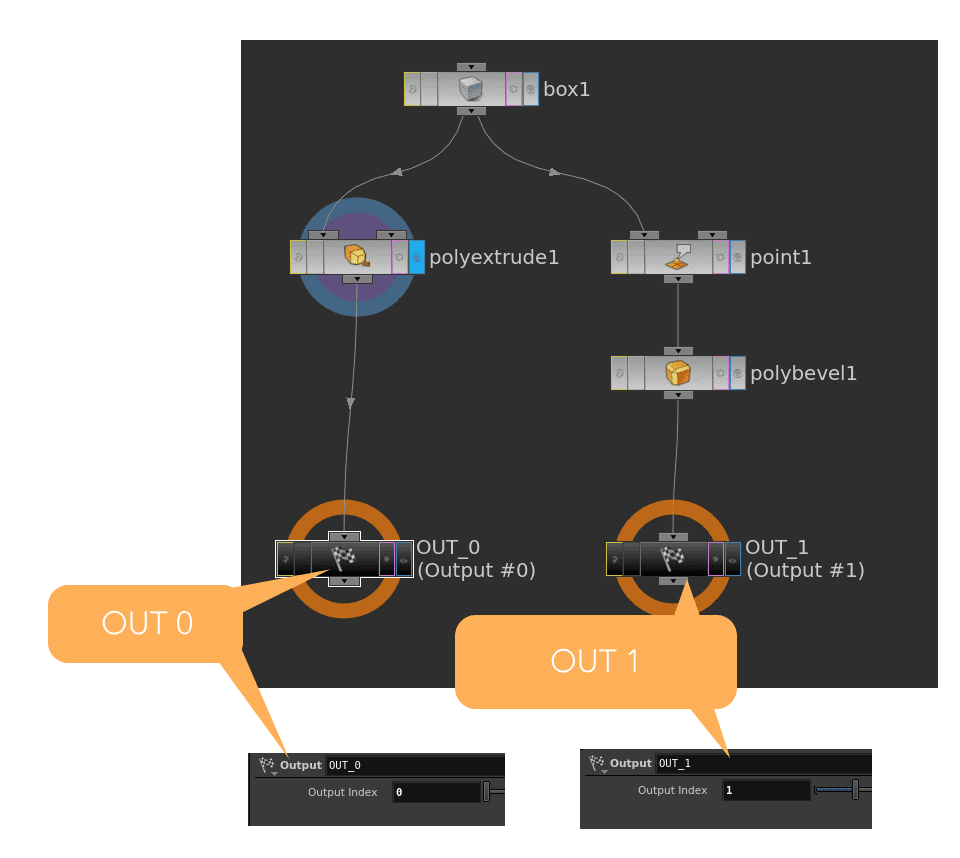 box1
polyextrude1
point1
polybevel1
OUT_0
(Output #0)
OUT_1
(Output #1)
OUT 0
OUT 1
Output OUT_0
Output Index 0
Output OUT_1
Output Index 1